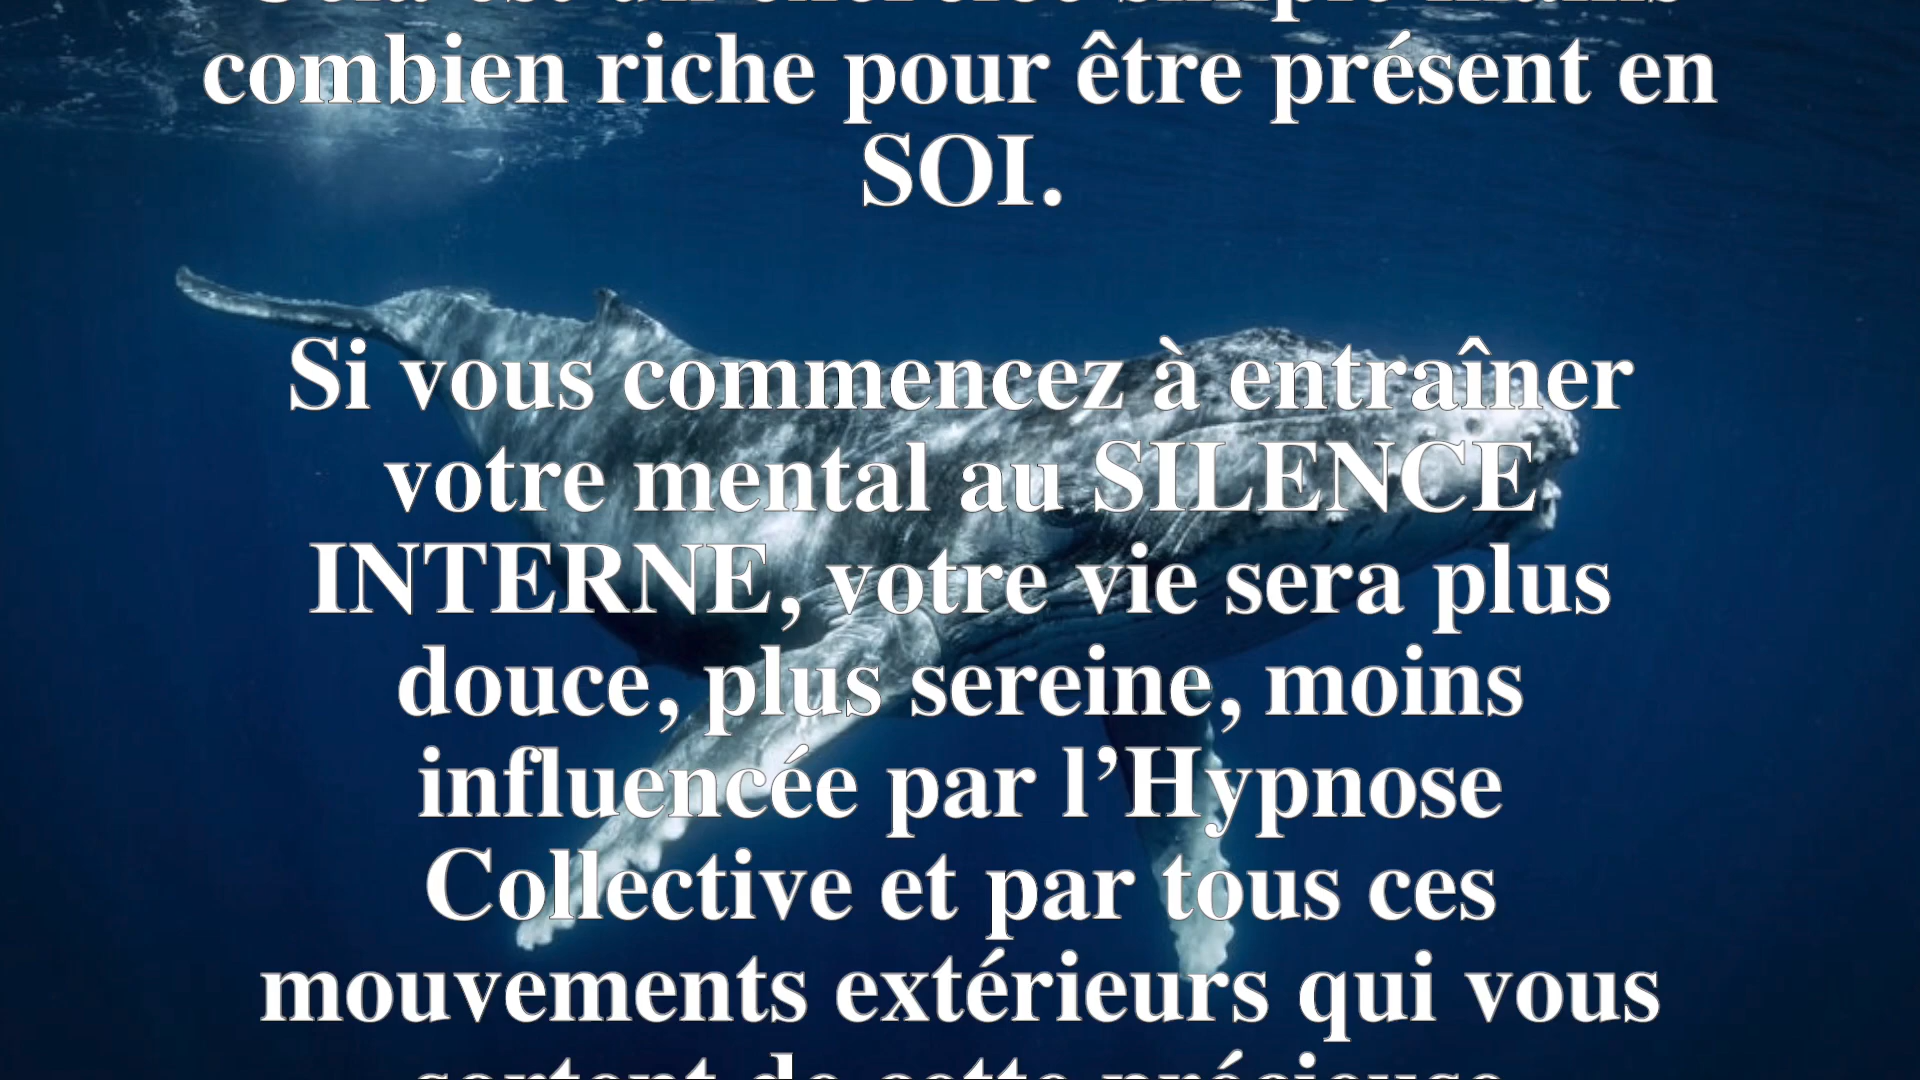 combien riche pour être présent en
SOI.
Si vous commencez à entraîner
votre mental au SILENCE
INTERNE, votre vie sera plus
douce, plus sereine, moins
influencée par l’Hypnose
Collective et par tous ces
mouvements extérieurs qui vous